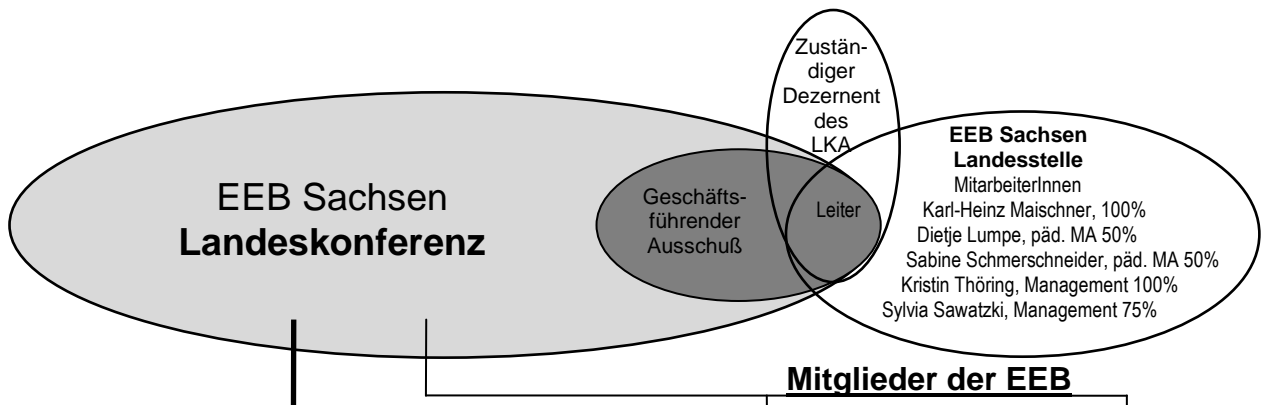 EEB Sachsen
Landeskonferenz
Geschäfts-
führender
Ausschuß
Zustän-
diger
Dezernent
des
LKA
Leiter
EEB Sachsen
Landesstelle
MitarbeiterInnen
Karl-Heinz Maischner, 100%
Dietje Lumpe, päd. MA 50%
Sabine Schmerschneider, päd. MA 50%
Kristin Thöring, Management 100%
Sylvia Sawatzki, Management 75%
Mitglieder der EEB